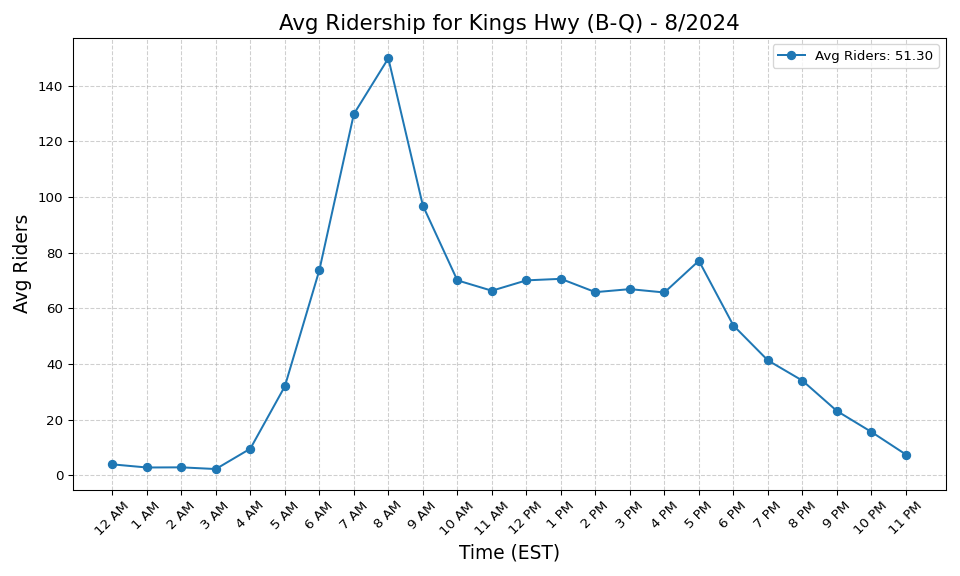 Avg Ridership for Kings Hwy (B-Q) - 8/2024
Avg Riders: 51.30
Avg Riders
140
120
100
80
60
40
20
0
12 AM
1 AM
2 AM
3 AM
4 AM
5 AM
6 AM
7 AM
8 AM
9 AM
10 AM
11 AM
12 PM
1 PM
2 PM
3 PM
4 PM
5 PM
6 PM
7 PM
8 PM
9 PM
10 PM
11 PM
Time (EST)